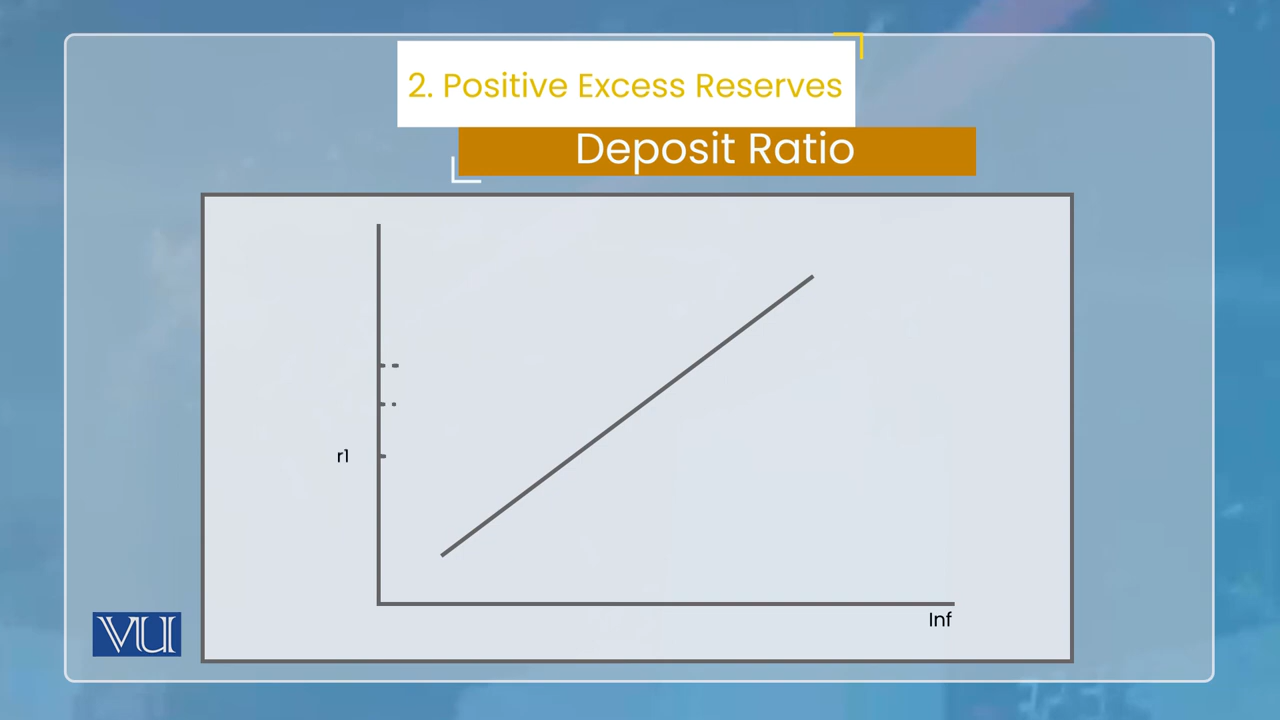 2. Positive Excess Reserves
Deposit Ratio
r1
Inf
VU